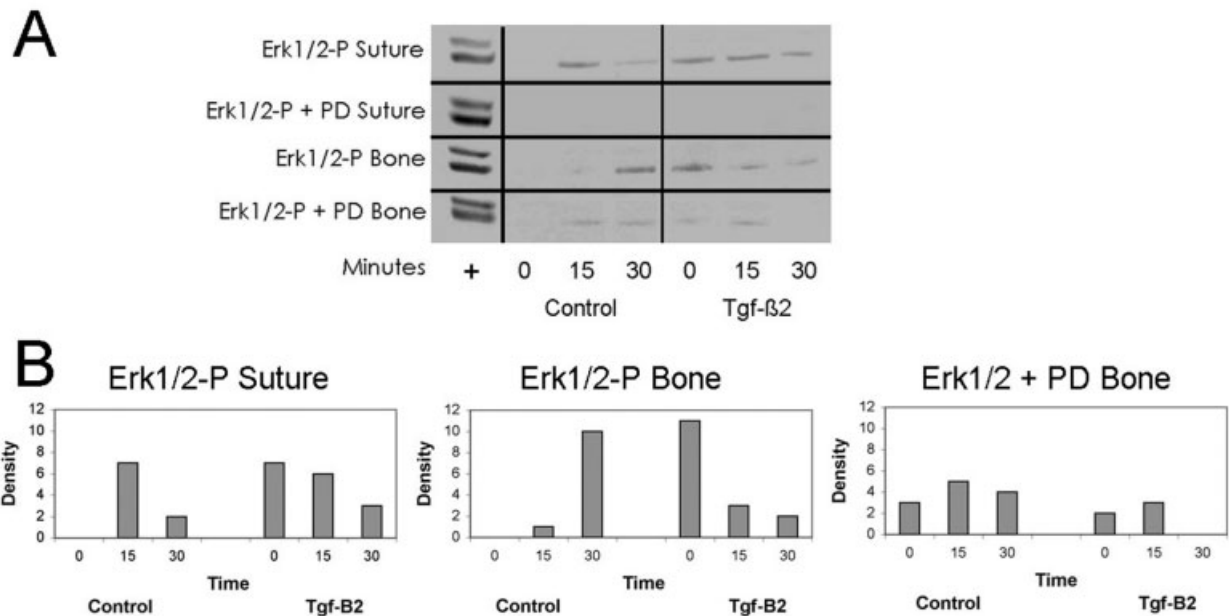 A
Erk1/2-P Suture
Erk1/2-P + PD Suture
Erk1/2-P Bone
Erk1/2-P + PD Bone
Minutes + 0 15 30 0 15 30
Control Tgf-ß2
B
Erk1/2-P Suture
12
10
8
6
4
2
0
Density
0 15 30 0 15 30
Time
Control Tgf-B2
Erk1/2-P Bone
12
10
8
6
4
2
0
Density
0 15 30 0 15 30
Time
Control Tgf-B2
Erk1/2 + PD Bone
12
10
8
6
4
2
0
Density
0 15 30 0 15 30
Time
Control Tgf-B2